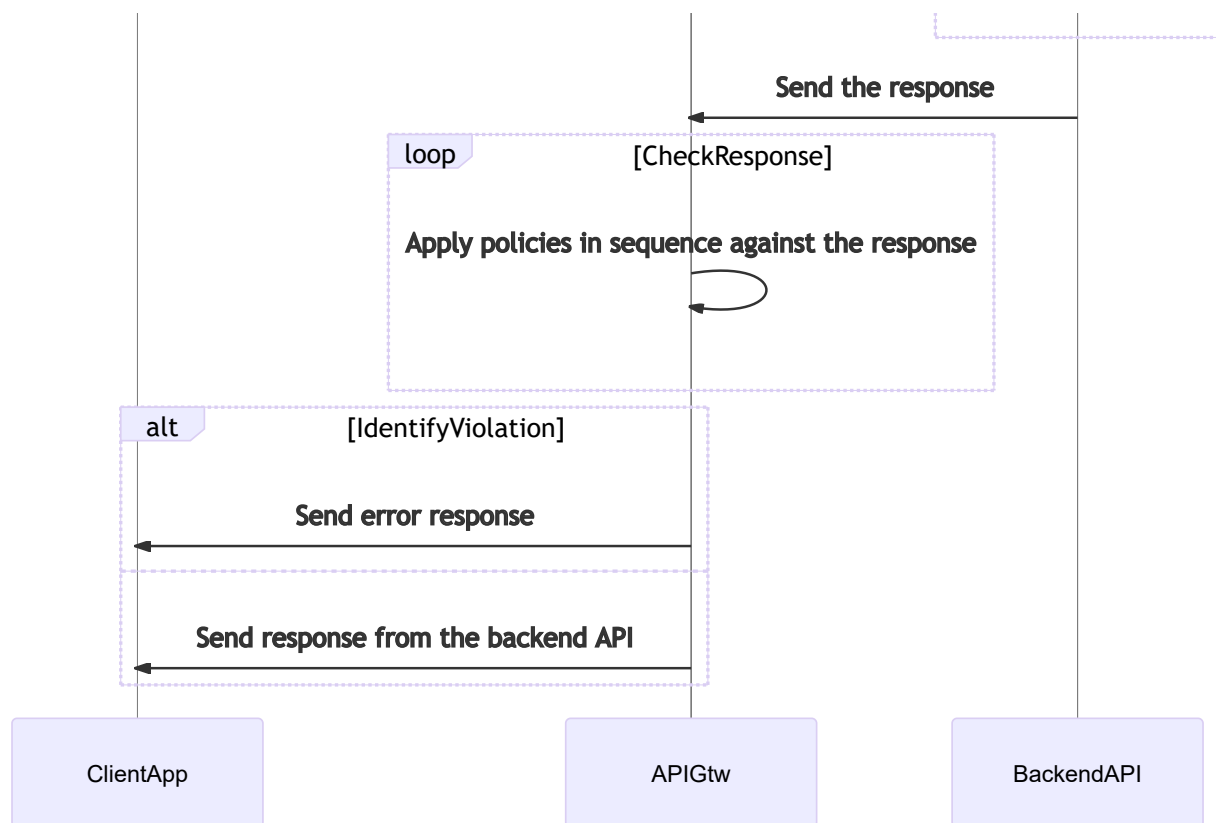 Send the response
loop
[CheckResponse]
Apply policies in sequence against the response
alt
[IdentifyViolation]
Send error response
Send response from the backend API
ClientApp
APIGtw
BackendAPI